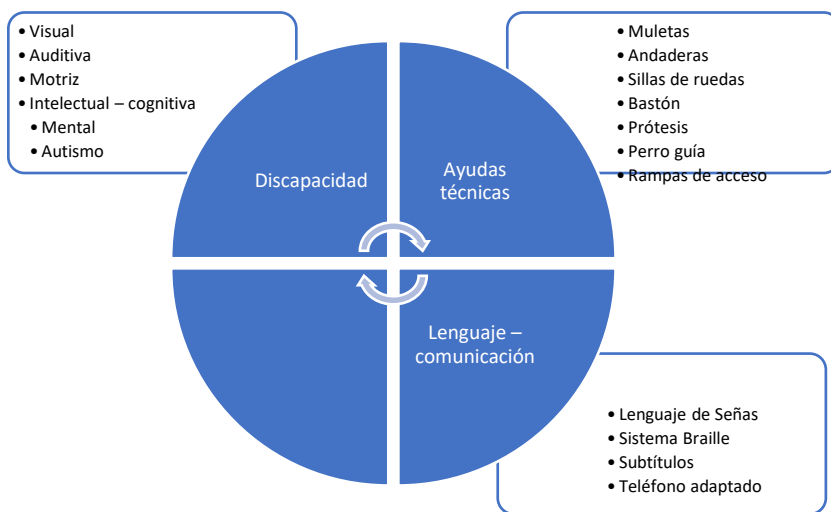 • Visual
• Auditiva
• Motriz
• Intelectual – cognitiva
• Mental
• Autismo
Discapacidad
• Muletas
• Andaderas
• Sillas de ruedas
• Bastón
• Prótesis
• Perro guía
• Rampas de acceso
Ayudas
técnicas
Lenguaje –
comunicación
• Lenguaje de Señas
• Sistema Braille
• Subtítulos
• Teléfono adaptado